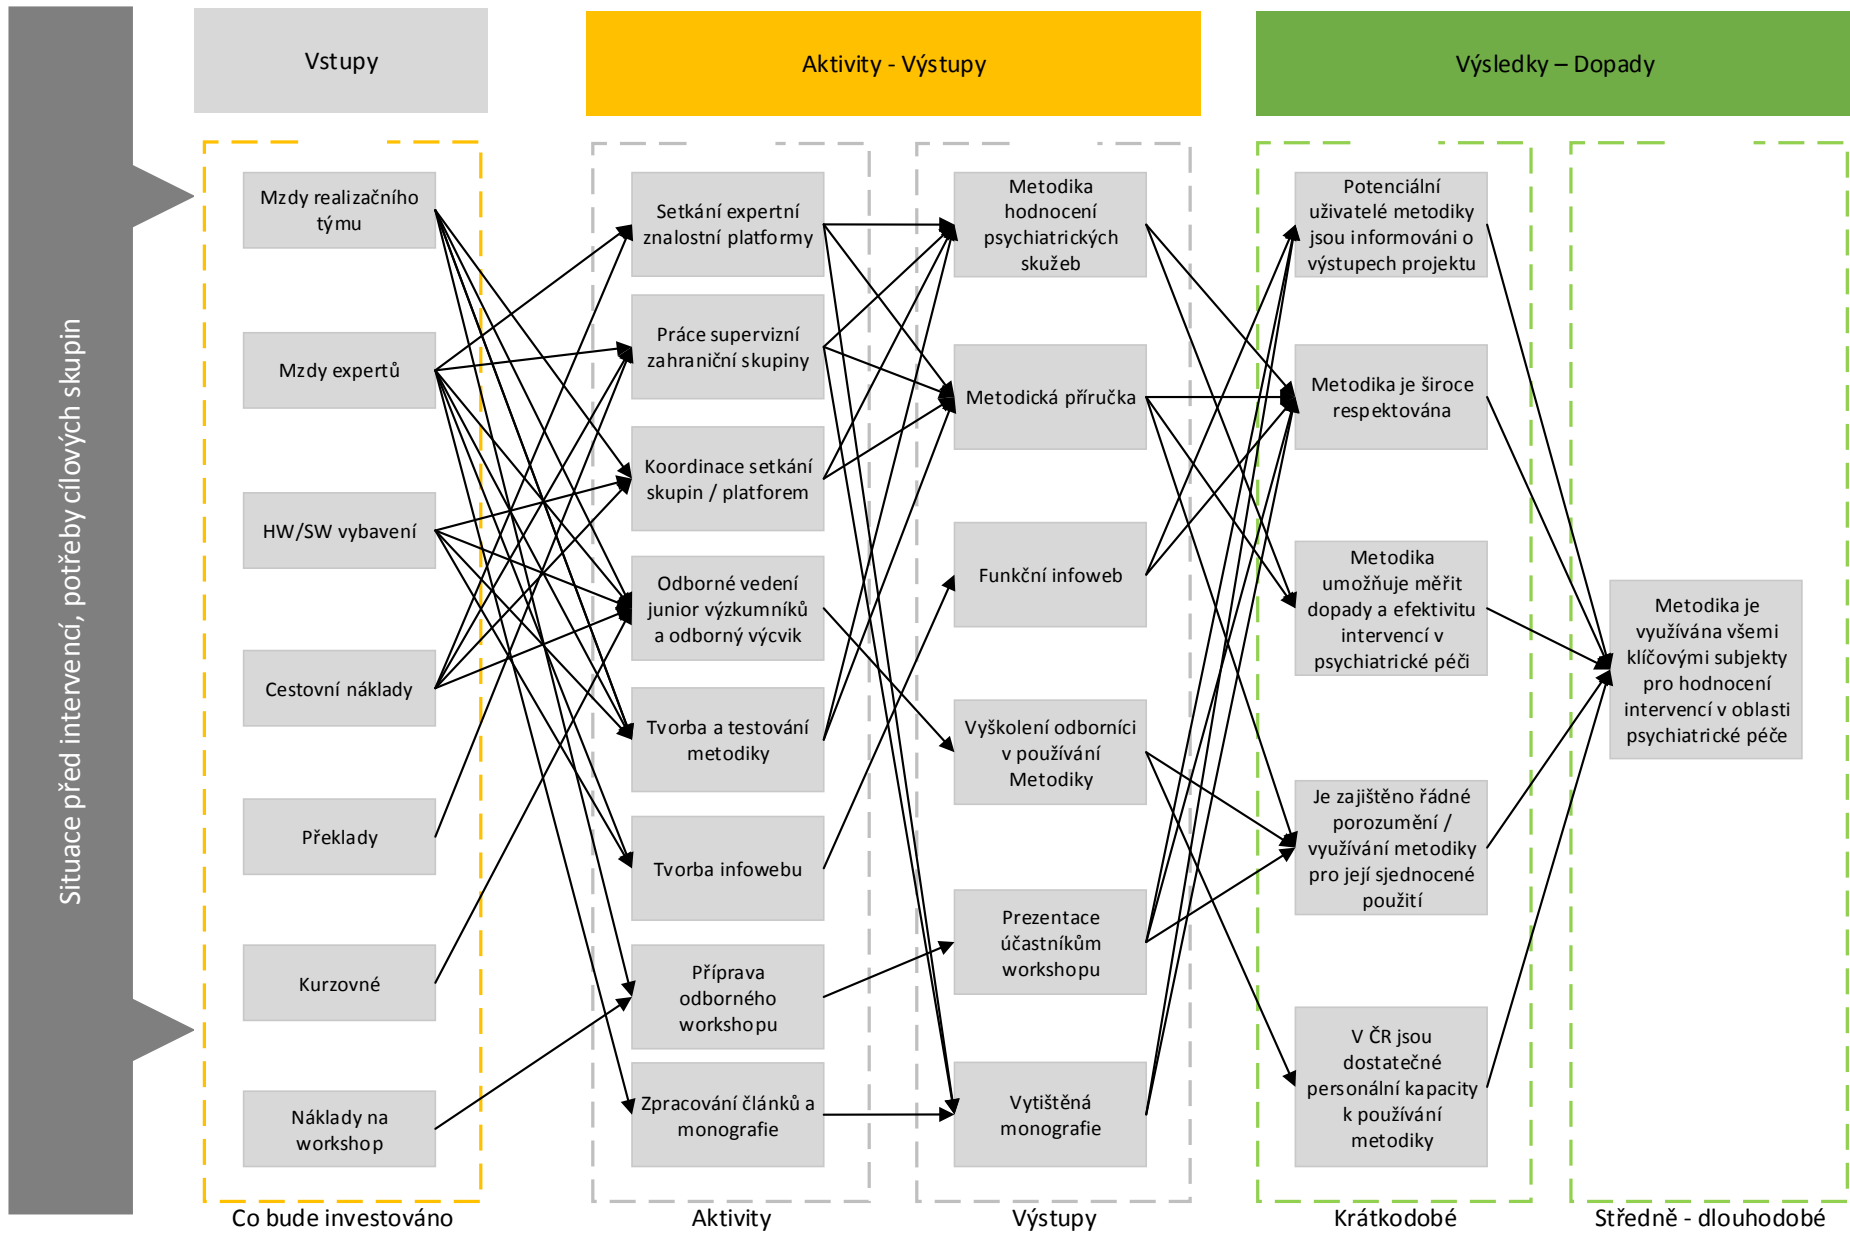 Situace před intervencí, potřeby cílových skupin
Vstupy
Aktivity - Výstupy
Výsledky – Dopady
Mzdy realizačního
týmu
Mzdy expertů
HW/SW vybavení
Cestovní náklady
Překlady
Kurzovné
Náklady na
workshop
Co bude investováno
Setkání expertní
znalostní platformy
Práce supervizní
zahraniční skupiny
Koordinace setkání
skupin / platforem
Odborné vedení
junior výzkumníků
a odborný výcvik
Tvorba a testování
metodiky
Tvorba infowebu
Příprava
odborného
workshopu
Zpracování článků a
monografie
Aktivity
Metodika
hodnocení
psychiatrických
skužeb
Metodická příručka
Funkční infoweb
Vyškolení odborníci
v používání
Metodiky
Prezentace
účastníkům
workshopu
Vytištěná
monografie
Výstupy
Potenciální
uživatelé metodiky
jsou informováni o
výstupech projektu
Metodika je široce
respektována
Metodika
umožňuje měřit
dopady a efektivitu
intervencí v
psychiatrické péči
Je zajištěno řádné
porozumění /
využívání metodiky
pro její sjednocené
použití
V ČR jsou
dostatečné
personální kapacity
k používání
metodiky
Krátkodobé
Metodika je
využívána všemi
klíčovými subjekty
pro hodnocení
intervencí v oblasti
psychiatrické péče
Středně - dlouhodobé